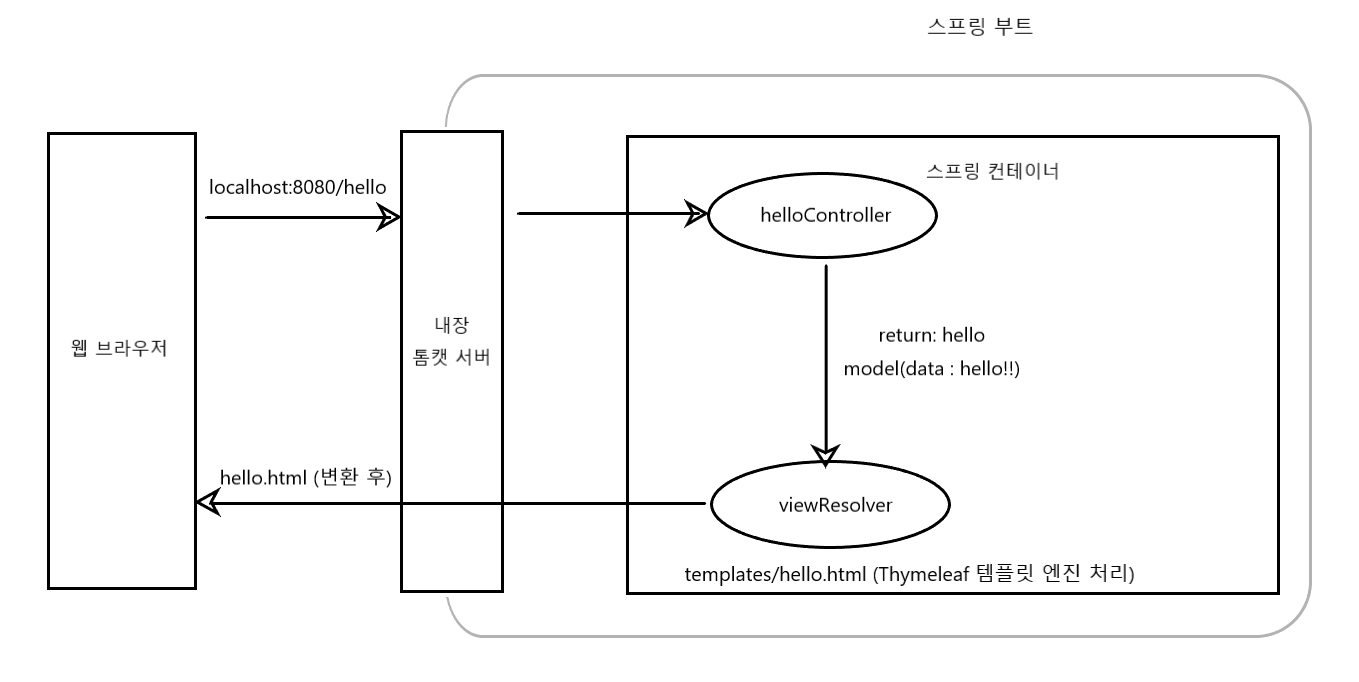 스프링 부트
스프링 컨테이너
localhost:8080/hello
helloController
내장
톰캣 서버
웹 브라우저
return: hello
model(data : hello!!)
hello.html (변환 후)
viewResolver
templates/hello.html (Thymeleaf 템플릿 엔진 처리)